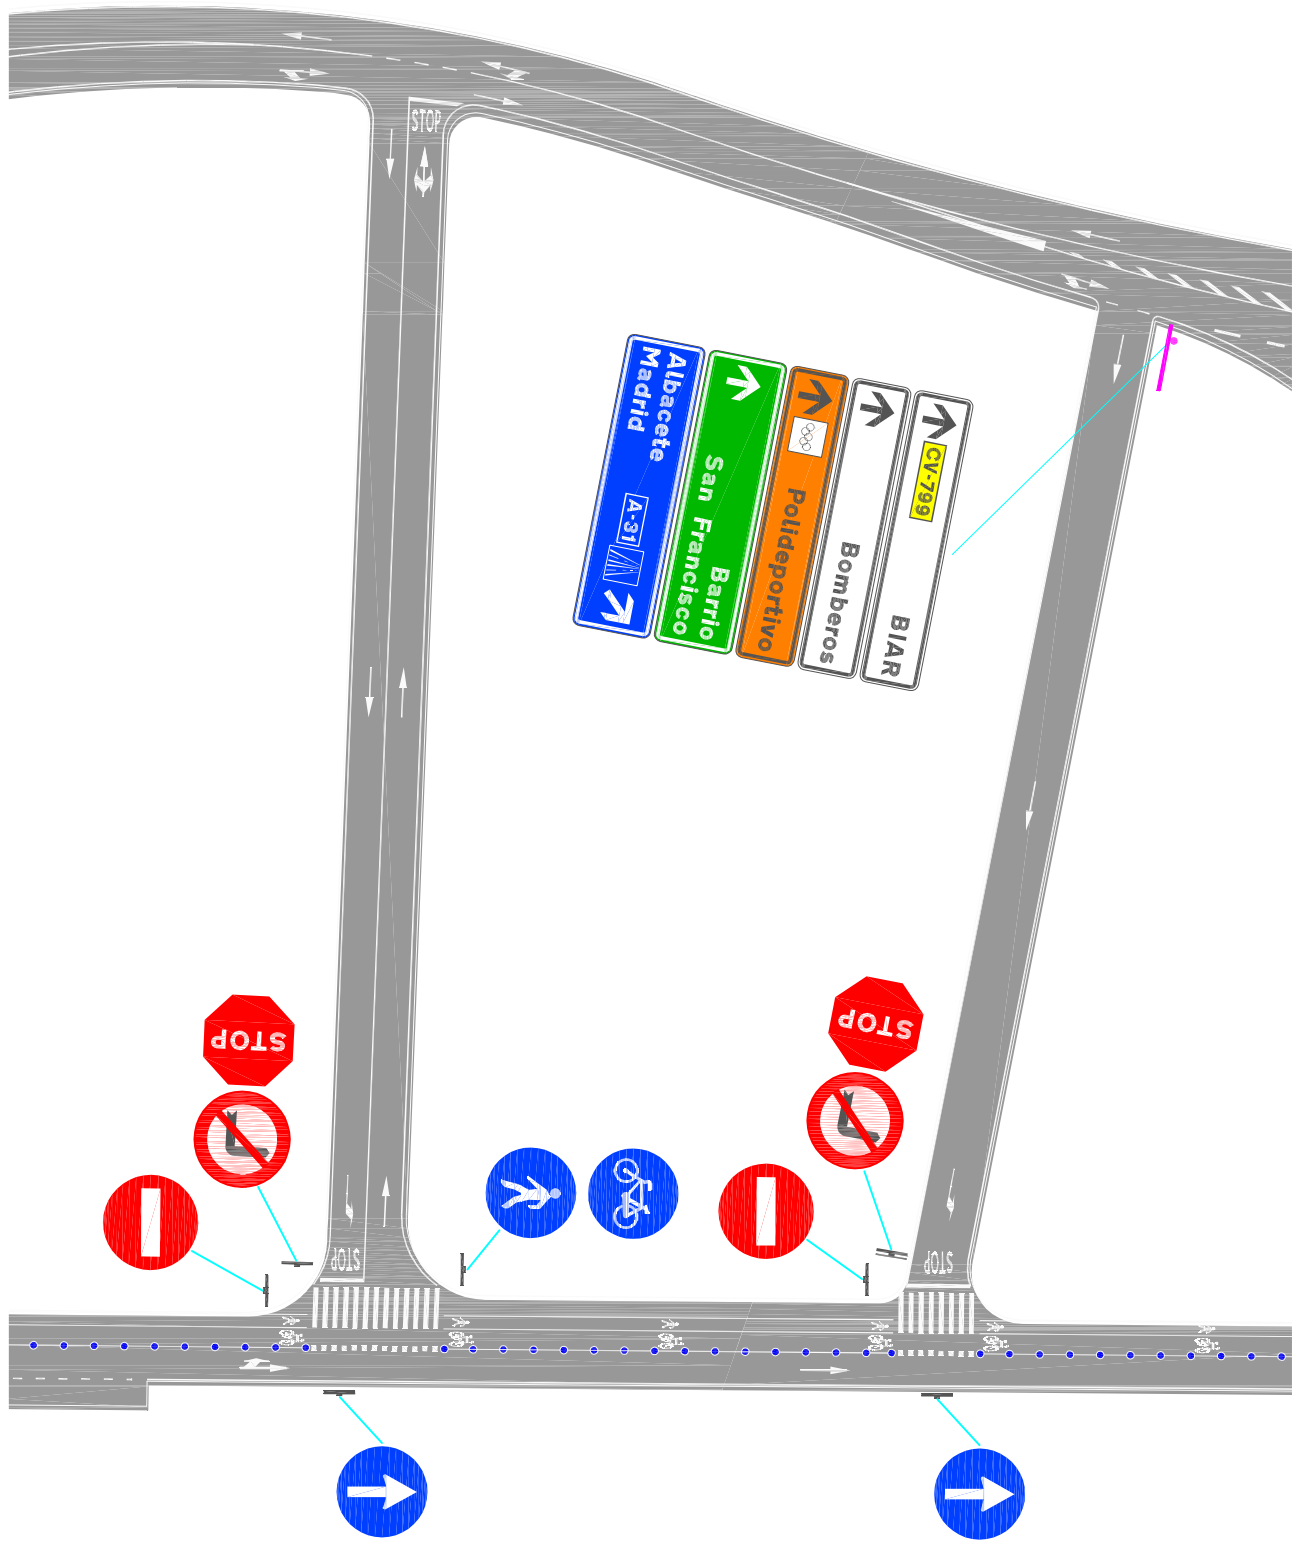 STOP
Albacete
Madrid
A-31
Barrio
San Francisco
Polideportivo
Bomberos
CV-799
BIAR
STOP
STOP
STOP
STOP